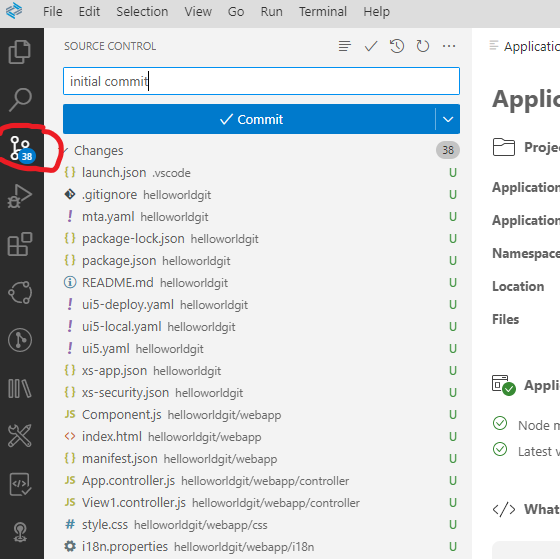 File Edit Selection View Go Run Terminal Help
SOURCE CONTROL
initial commit
Commit
38
Changes 38
launch.json .vscode U
.gitignore helloworldgit U
mta.yaml helloworldgit U
package-lock.json helloworldgit U
package.json helloworldgit U
README.md helloworldgit U
ui5-deploy.yaml helloworldgit U
ui5-local.yaml helloworldgit U
ui5.yaml helloworldgit U
xs-app.json helloworldgit U
xs-security.json helloworldgit U
JS Component.js helloworldgit/webapp U
index.html helloworldgit/webapp U
manifest.json helloworldgit/webapp U
JS App.controller.js helloworldgit/webapp/controller U
JS View1.controller.js helloworldgit/webapp/controller U
# style.css helloworldgit/webapp/css U
i18n.properties helloworldgit/webapp/i18n U
Applicatio
Applic
Projec
Application
Application
Namespace
Location
Files
Appli
Node m
Latest v
What